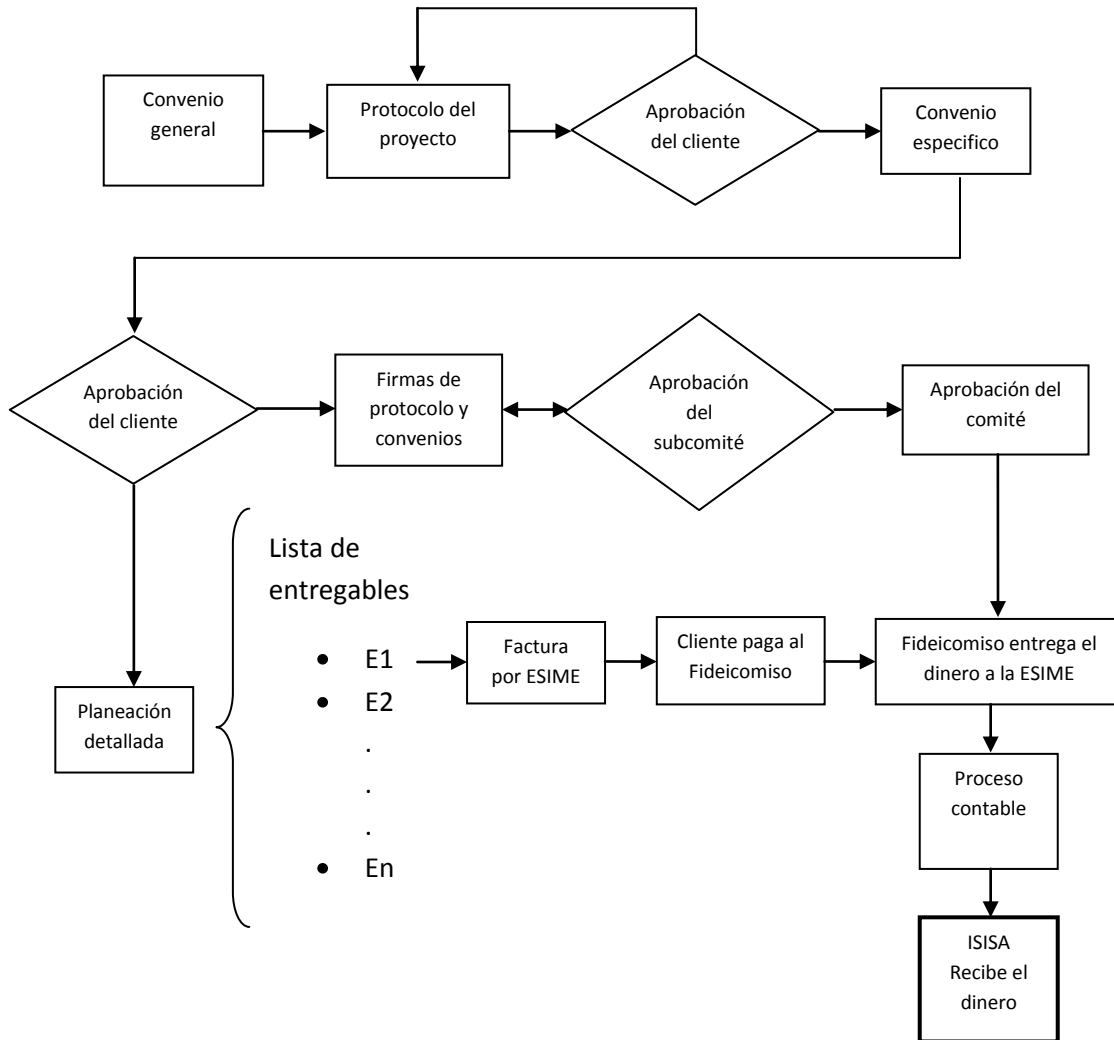 Convenio
general
Protocolo del
proyecto
Aprobación
del cliente
Convenio
especifico
Aprobación
del cliente
Firmas de
protocolo y
convenios
Aprobación
del
subcomité
Aprobación del
comité
Planeación
detallada
Lista de
entregables
• E1
• E2
.
.
.
• En
Factura
por ESIME
Cliente paga al
Fideicomiso
Fideicomiso entrega el
dinero a la ESIME
Proceso
contable
ISISA
Recibe el
dinero